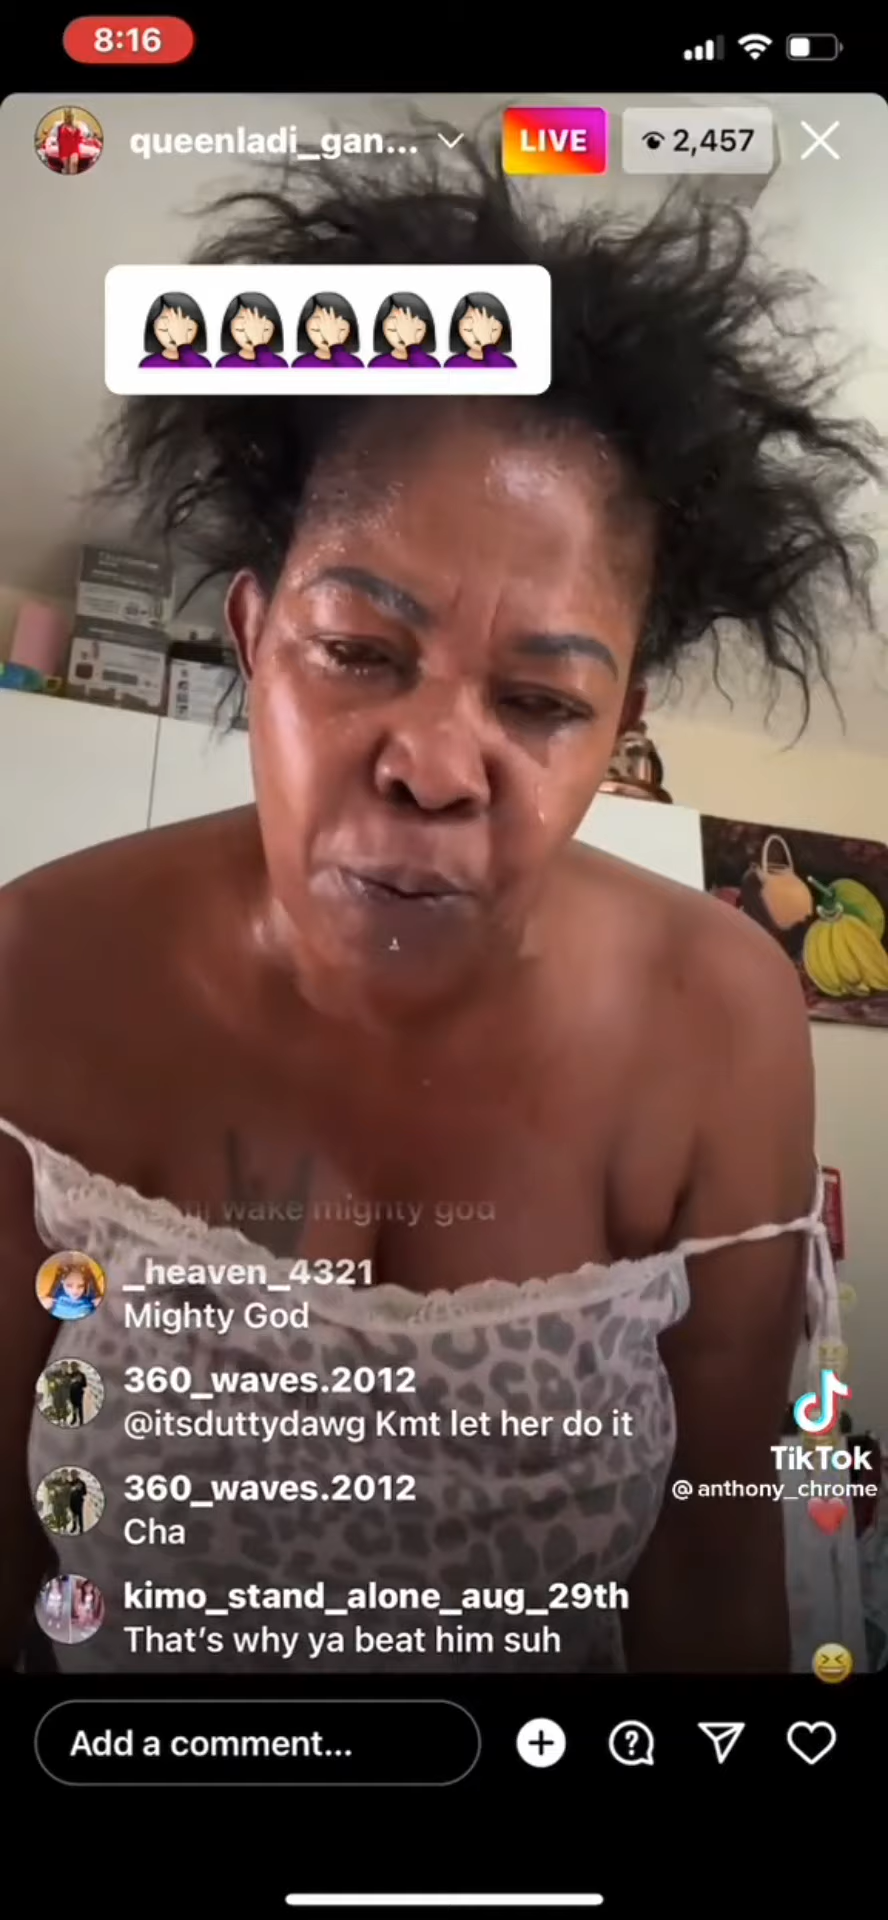 8:16
queenladi_gan...
LIVE
2,457
wake mighty god
_heaven_4321
Mighty God
360_waves.2012
@itsduttydawg Kmt let her do it
360_waves.2012
Cha
TikTok
@anthony_chrome
kimo_stand_alone_aug_29th
That's why ya beat him suh
Add a comment...